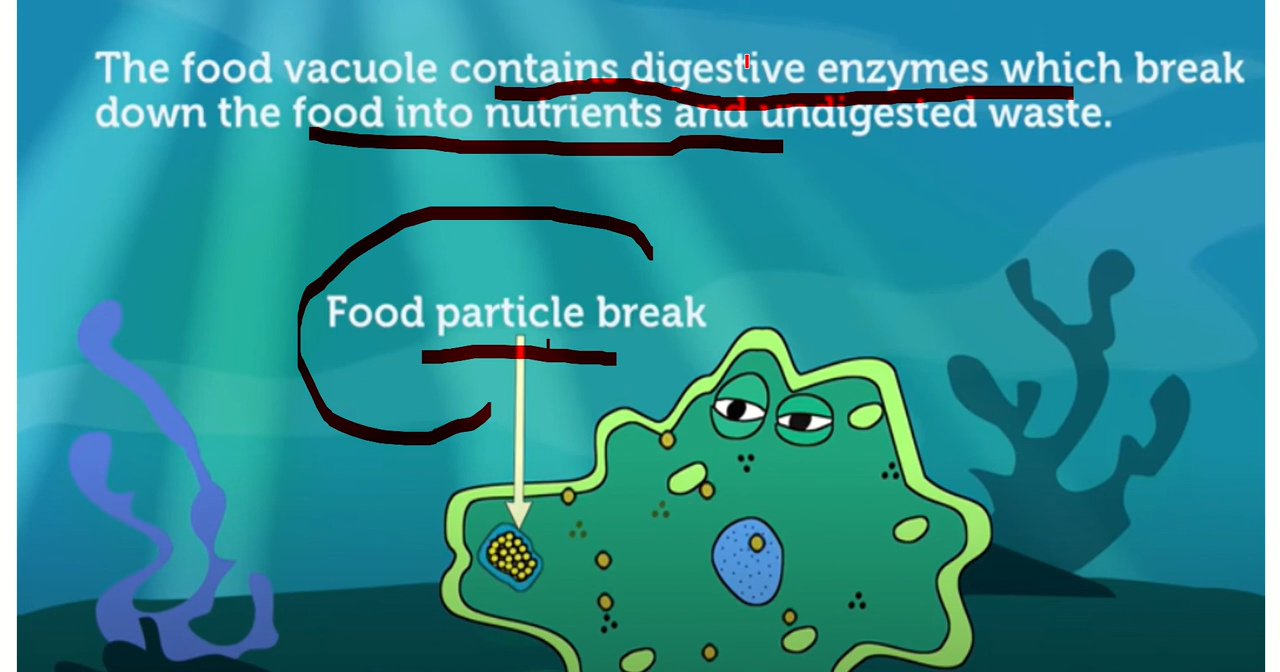 The food vacuole contains digestive enzymes which break
down the food into nutrients and undigested waste.
Food particle break